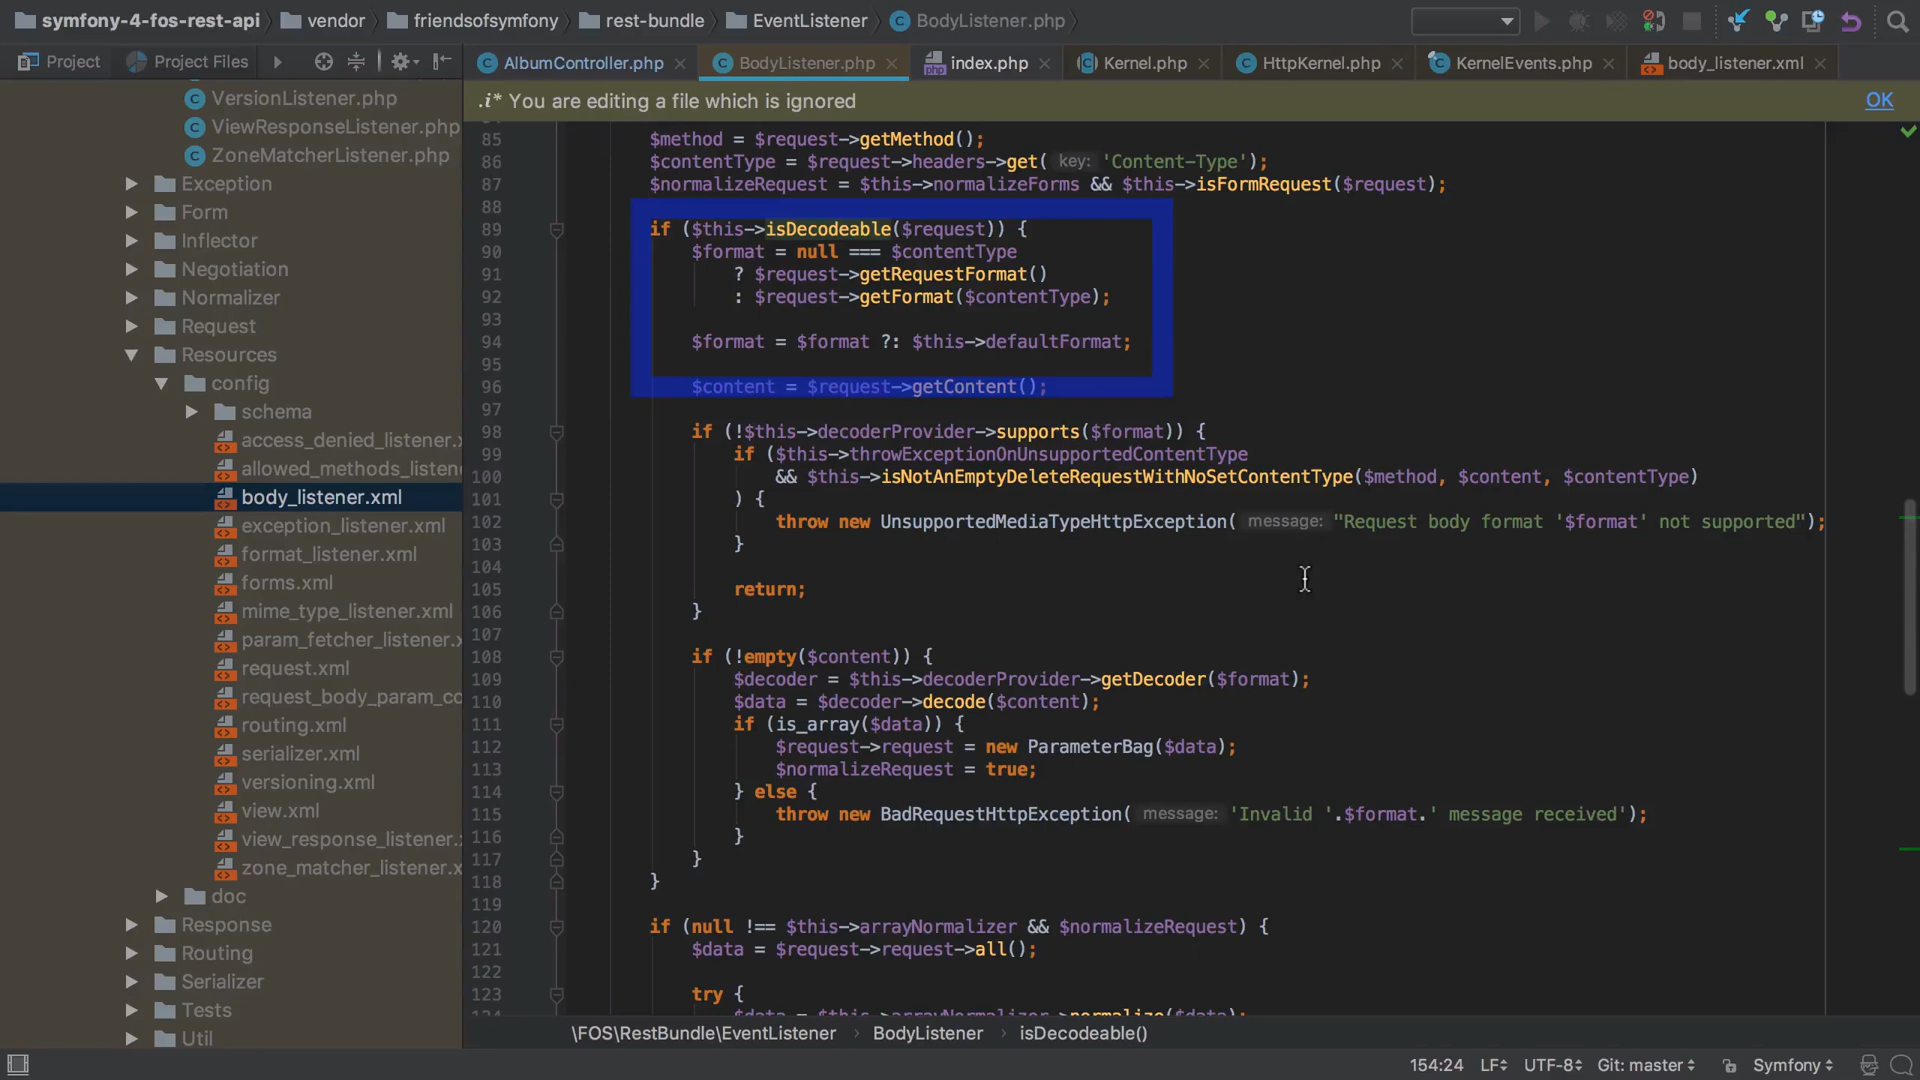 symfony-4-fos-rest-api vendor friendsofsymfony rest-bundle EventListener BodyListener.php
Project Project Files AlbumController.php BodyListener.php index.php Kernel.php HttpKernel.php KernelEvents.php body_listener.xml
.i* You are editing a file which is ignored OK
VersionListener.php
ViewResponseListener.php
ZoneMatcherListener.php
Exception
Form
Inflector
Negotiation
Normalizer
Request
Resources
config
schema
access_denied_listener.x
allowed_methods_listene
body_listener.xml
exception_listener.xml
format_listener.xml
forms.xml
mime_type_listener.xml
param_fetcher_listener.x
request.xml
request_body_param_co
routing.xml
serializer.xml
versioning.xml
view.xml
view_response_listener.
zone_matcher_listener.x
doc
Response
Routing
Serializer
Tests
Util
85 $method = $request->getMethod();
86 $contentType = $request->headers->get( key: 'Content-Type');
87 $normalizeRequest = $this->normalizeForms && $this->isFormRequest($request);
88
89 if ($this->isDecodeable($request)) {
90 $format = null === $contentType
91 ? $request->getRequestFormat()
92 : $request->getFormat($contentType);
93
94 $format = $format ?: $this->defaultFormat;
95
96 $content = $request->getContent();
97
98 if (!$this->decoderProvider->supports($format)) {
99 if ($this->throwExceptionOnUnsupportedContentType
100 && $this->isNotAnEmptyDeleteRequestWithNoSetContentType($method, $content, $contentType)
101 ) {
102 throw new UnsupportedMediaTypeHttpException( message: "Request body format '$format' not supported");
103 }
104
105 return;
106 }
107
108 if (!empty($content)) {
109 $decoder = $this->decoderProvider->getDecoder($format);
110 $data = $decoder->decode($content);
111 if (is_array($data)) {
112 $request->request = new ParameterBag($data);
113 $normalizeRequest = true;
114 } else {
115 throw new BadRequestHttpException( message: 'Invalid '.$format.' message received');
116 }
117 }
118 }
119
120 if (null !== $this->arrayNormalizer && $normalizeRequest) {
121 $data = $request->request->all();
122
123 try {
124 $data = $this->arrayNormalizer->normalize($data);
\FOS\RestBundle\EventListener BodyListener isDecodeable()
154:24 LF UTF-8 Git: master Symfony